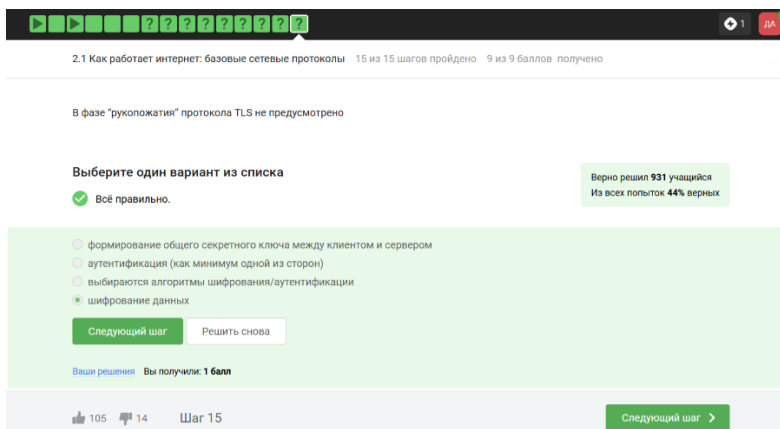 ? ? ? ? ? ? ? ? ? 1 ДА
2.1 Как работает интернет: базовые сетевые протоколы 15 из 15 шагов пройдено 9 из 9 баллов получено
В фазе “рукопожатия” протокола TLS не предусмотрено
Выберите один вариант из списка
Всё правильно.
Верно решил 931 учащийся
Из всех попыток 44% верных
формирование общего секретного ключа между клиентом и сервером
аутентификация (как минимум одной из сторон)
выбираются алгоритмы шифрования/аутентификации
шифрование данных
Следующий шаг Решить снова
Ваши решения Вы получили: 1 балл
105 14 Шаг 15 Следующий шаг